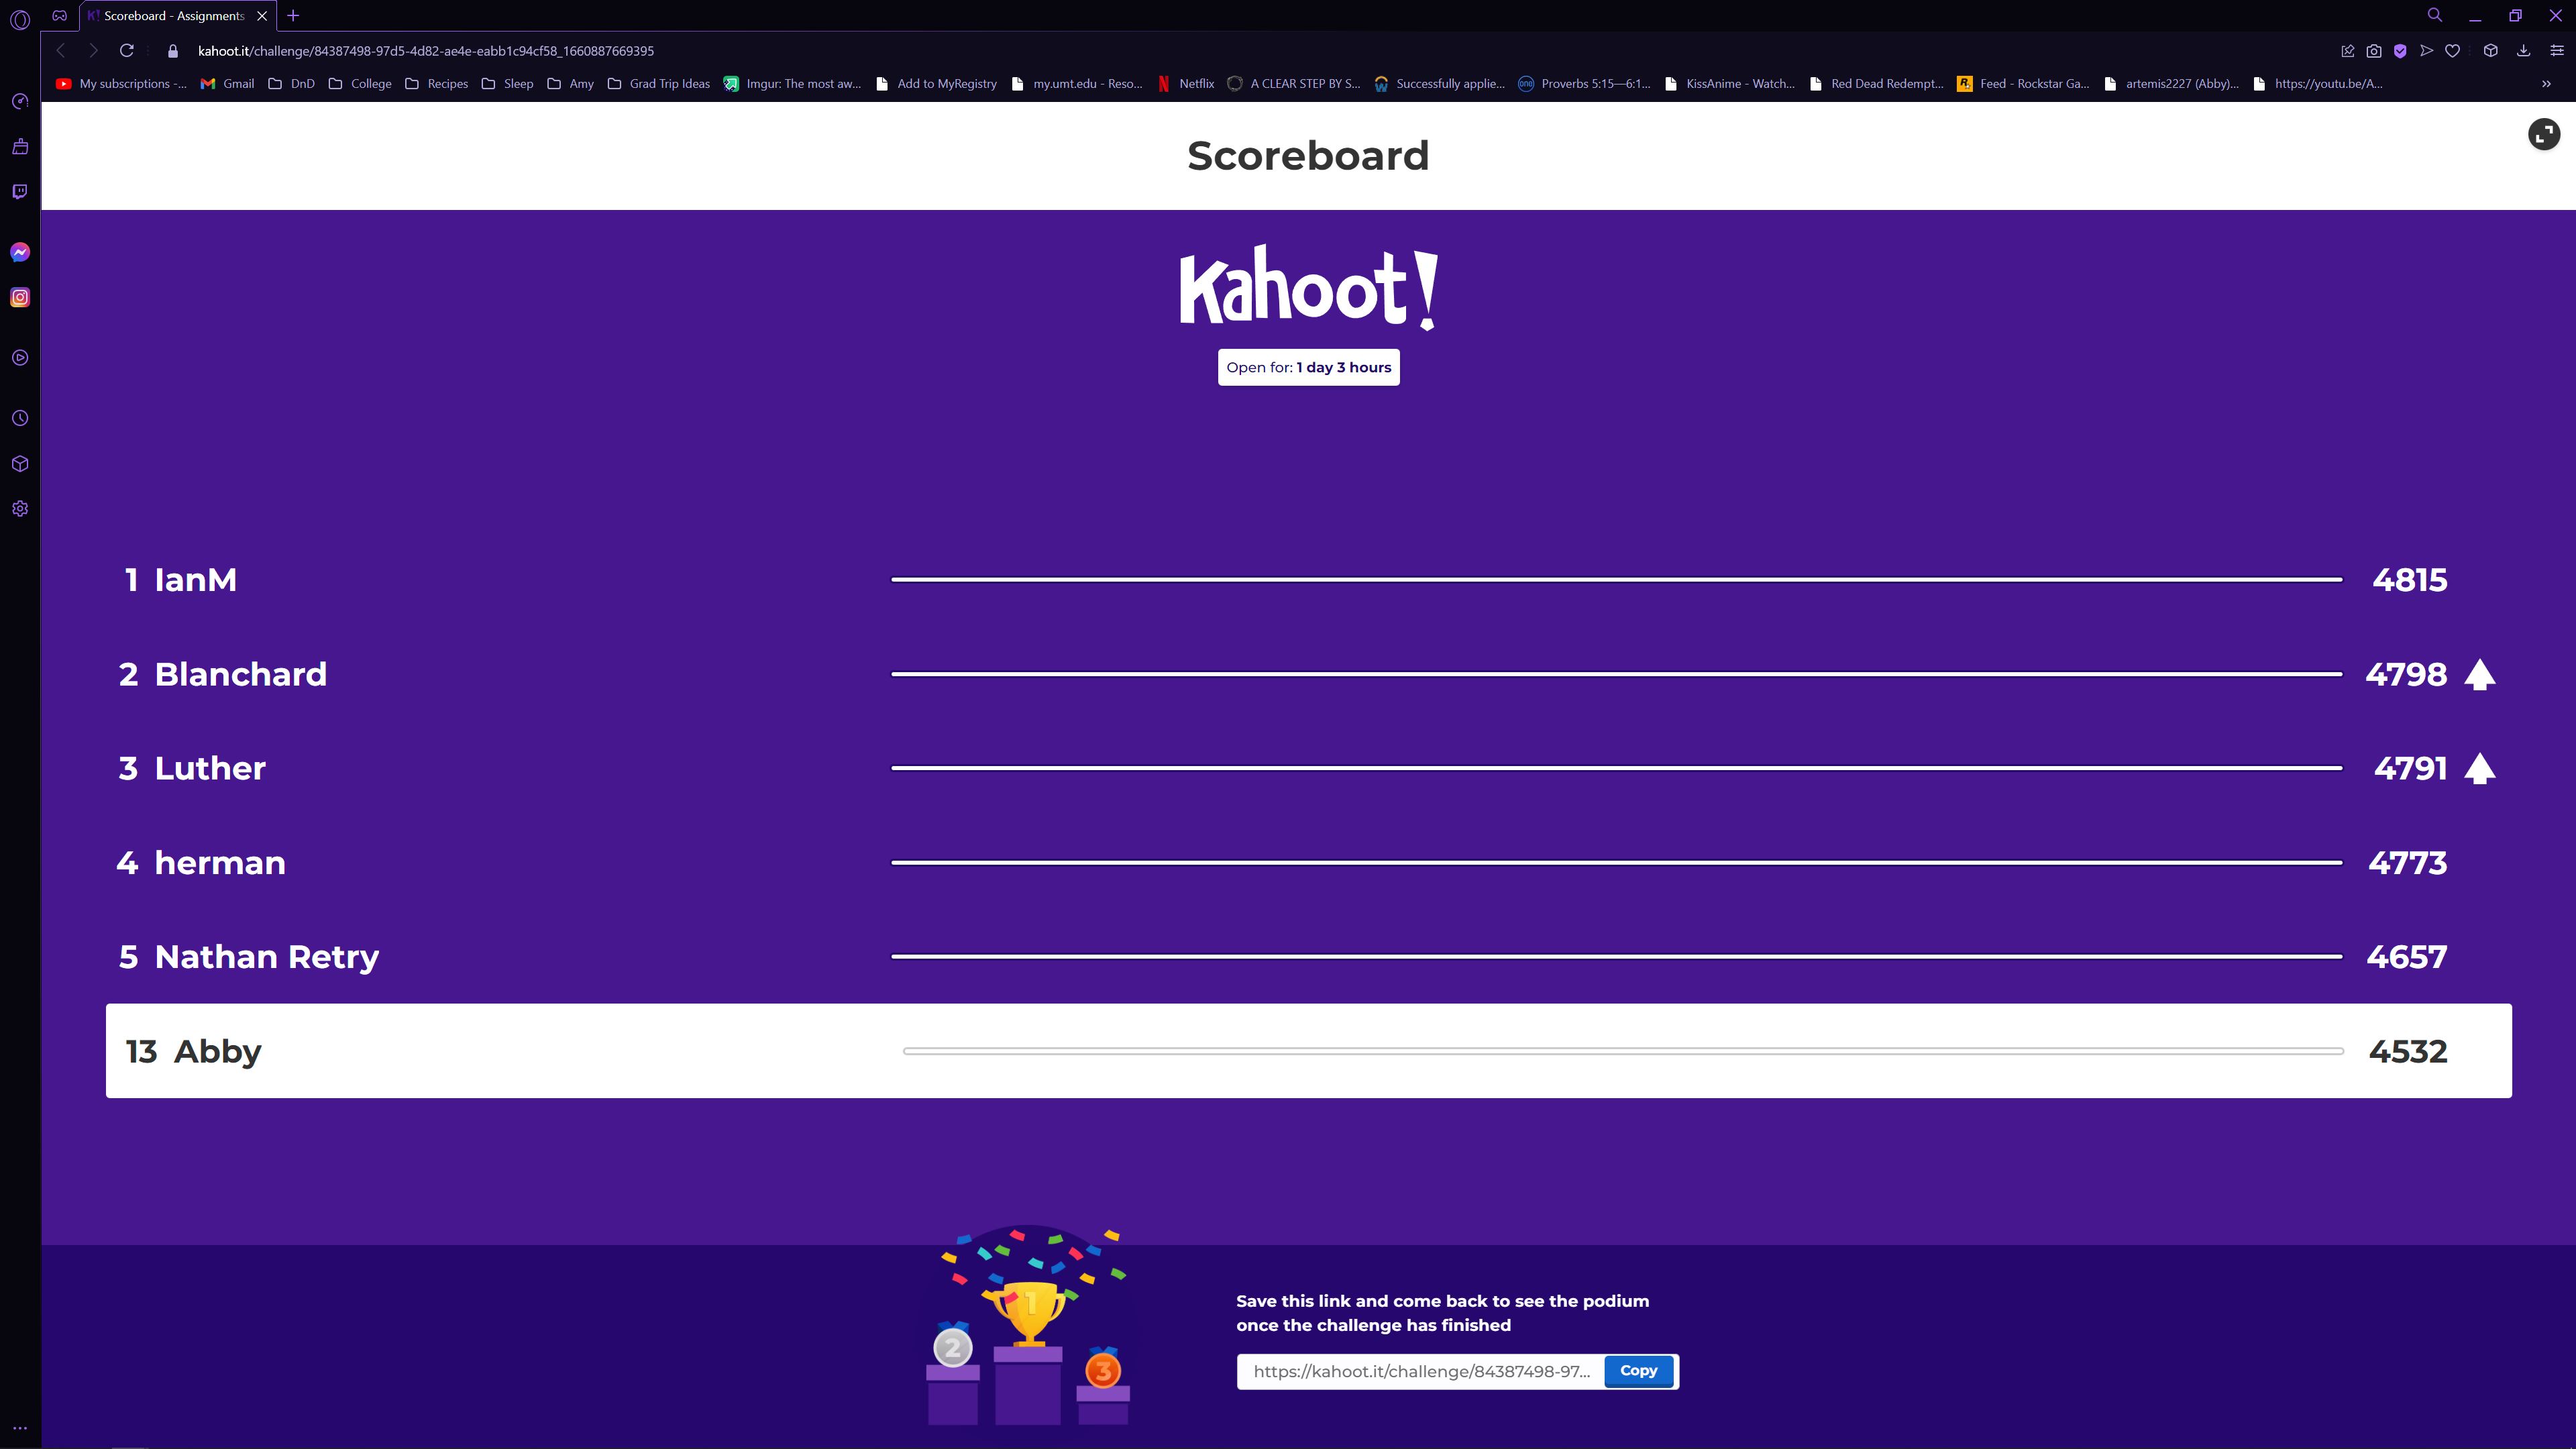 K! Scoreboard - Assignments
kahoot.it/challenge/84387498-97d5-4d82-ae4e-eabb1c94cf58_1660887669395
My subscriptions -... Gmail DnD College Recipes Sleep Amy Grad Trip Ideas Imgur: The most aw... Add to MyRegistry my.umt.edu - Reso... N Netflix A CLEAR STEP BY S... Successfully applie... ONE Proverbs 5:15—6:1... KissAnime - Watch... Red Dead Redempt... R Feed - Rockstar Ga... artemis2227 (Abby)... https://youtu.be/A... »
Scoreboard
Kahoot!
Open for: 1 day 3 hours
1 IanM 4815
2 Blanchard 4798
3 Luther 4791
4 herman 4773
5 Nathan Retry 4657
13 Abby 4532
1
2
3
Save this link and come back to see the podium
once the challenge has finished
https://kahoot.it/challenge/84387498-97... Copy